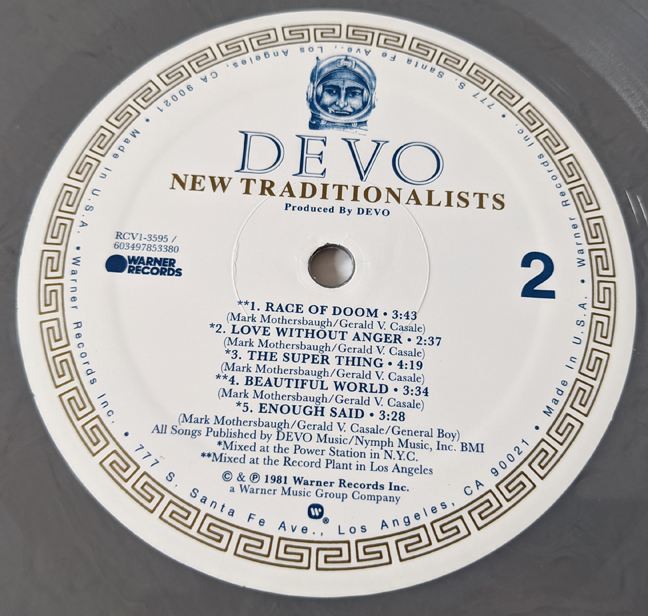 DEVO
NEW TRADITIONALISTS
Produced By DEVO
RCV1-3595 /
603497853380
WARNER
RECORDS
2
**1. RACE OF DOOM • 3:43
(Mark Mothersbaugh/Gerald V. Casale)
*2. LOVE WITHOUT ANGER • 2:37
(Mark Mothersbaugh/Gerald V. Casale)
*3. THE SUPER THING • 4:19
(Mark Mothersbaugh/Gerald V. Casale)
**4. BEAUTIFUL WORLD • 3:34
(Mark Mothersbaugh/Gerald V. Casale)
*5. ENOUGH SAID • 3:28
(Mark Mothersbaugh/Gerald V. Casale/General Boy)
All Songs Published by DEVO Music/Nymph Music, Inc. BMI
*Mixed at the Power Station in N.Y.C.
**Mixed at the Record Plant in Los Angeles
© & ℗ 1981 Warner Records Inc.
a Warner Music Group Company
W®
• Warner Records Inc. • 777 S. Santa Fe Ave., Los Angeles, CA 90021 • Made in U.S.A. • Warner Records Inc. • 777 S. Santa Fe Ave., Los Angeles, CA 90021 • Made in U.S.A.